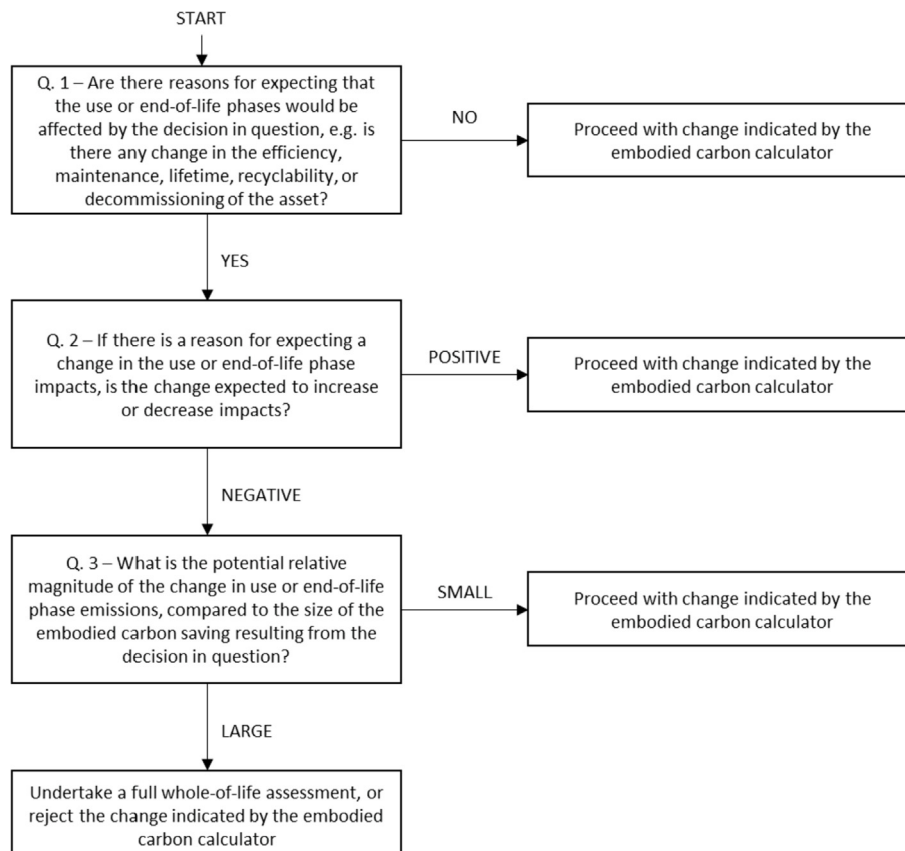 START
Q. 1 – Are there reasons for expecting that
the use or end-of-life phases would be
affected by the decision in question, e.g. is
there any change in the efficiency,
maintenance, lifetime, recyclability, or
decommissioning of the asset?
NO
Proceed with change indicated by the
embodied carbon calculator
YES
Q. 2 – If there is a reason for expecting a
change in the use or end-of-life phase
impacts, is the change expected to increase
or decrease impacts?
POSITIVE
Proceed with change indicated by the
embodied carbon calculator
NEGATIVE
Q. 3 – What is the potential relative
magnitude of the change in use or end-of-life
phase emissions, compared to the size of the
embodied carbon saving resulting from the
decision in question?
SMALL
Proceed with change indicated by the
embodied carbon calculator
LARGE
Undertake a full whole-of-life assessment, or
reject the change indicated by the embodied
carbon calculator